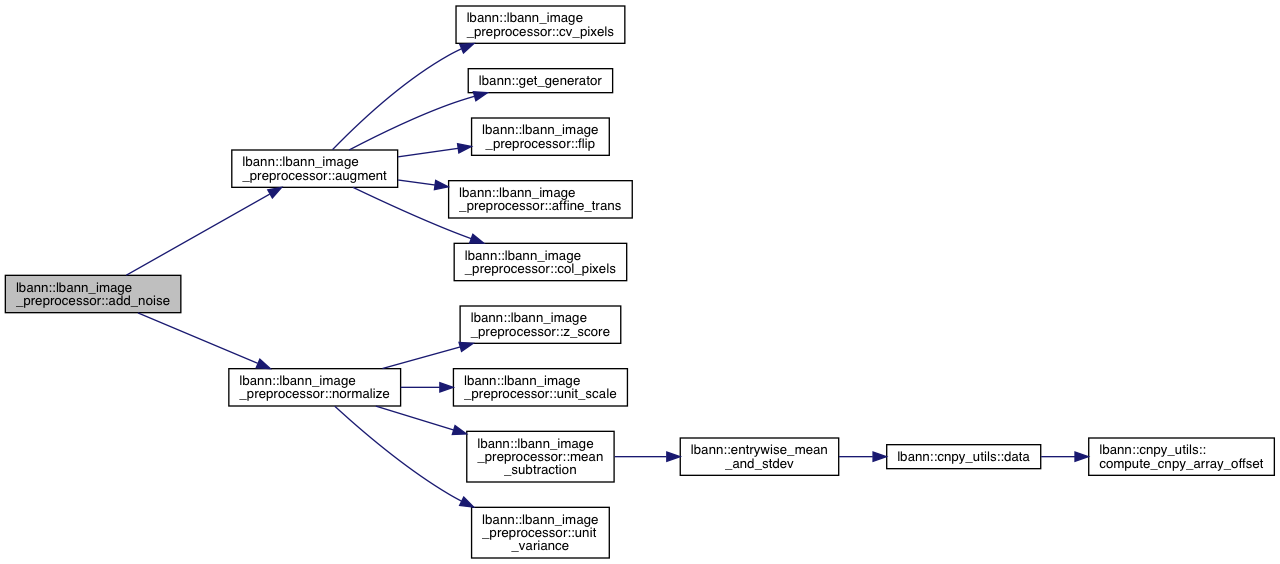 lbann::lbann_image
_preprocessor::add_noise
lbann::lbann_image
_preprocessor::augment
lbann::lbann_image
_preprocessor::cv_pixels
lbann::get_generator
lbann::lbann_image
_preprocessor::flip
lbann::lbann_image
_preprocessor::affine_trans
lbann::lbann_image
_preprocessor::col_pixels
lbann::lbann_image
_preprocessor::normalize
lbann::lbann_image
_preprocessor::z_score
lbann::lbann_image
_preprocessor::unit_scale
lbann::lbann_image
_preprocessor::mean
_subtraction
lbann::lbann_image
_preprocessor::unit
_variance
lbann::entrywise_mean
_and_stdev
lbann::cnpy_utils::data
lbann::cnpy_utils::
compute_cnpy_array_offset